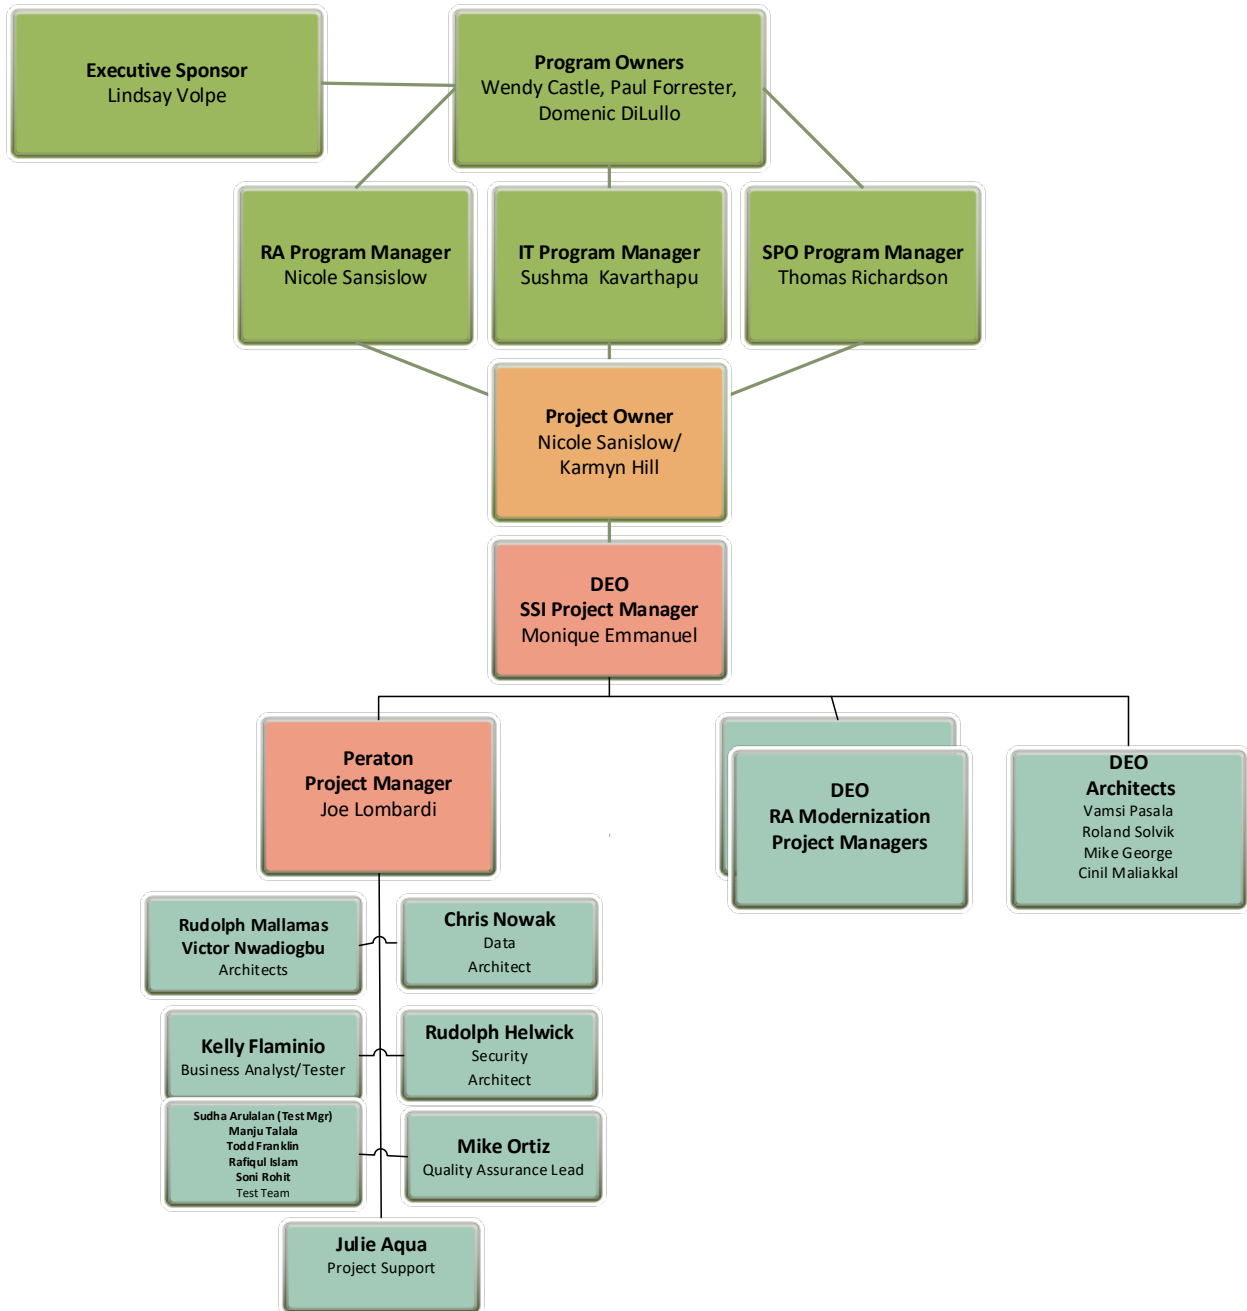 Executive Sponsor
Lindsay Volpe
Program Owners
Wendy Castle, Paul Forrester,
Domenic DiLullo
RA Program Manager
Nicole Sansislow
IT Program Manager
Sushma Kavarthapu
SPO Program Manager
Thomas Richardson
Project Owner
Nicole Sanislow/
Karmyn Hill
DEO
SSI Project Manager
Monique Emmanuel
Peraton
Project Manager
Joe Lombardi
DEO
RA Modernization
Project Managers
DEO
Architects
Vamsi Pasala
Roland Solvik
Mike George
Cinil Maliakkal
Rudolph Mallamas
Victor Nwadiogbu
Architects
Chris Nowak
Data
Architect
Kelly Flaminio
Business Analyst/Tester
Rudolph Helwick
Security
Architect
Sudha Arulalan (Test Mgr)
Manju Talala
Todd Franklin
Rafiqul Islam
Soni Rohit
Test Team
Mike Ortiz
Quality Assurance Lead
Julie Aqua
Project Support